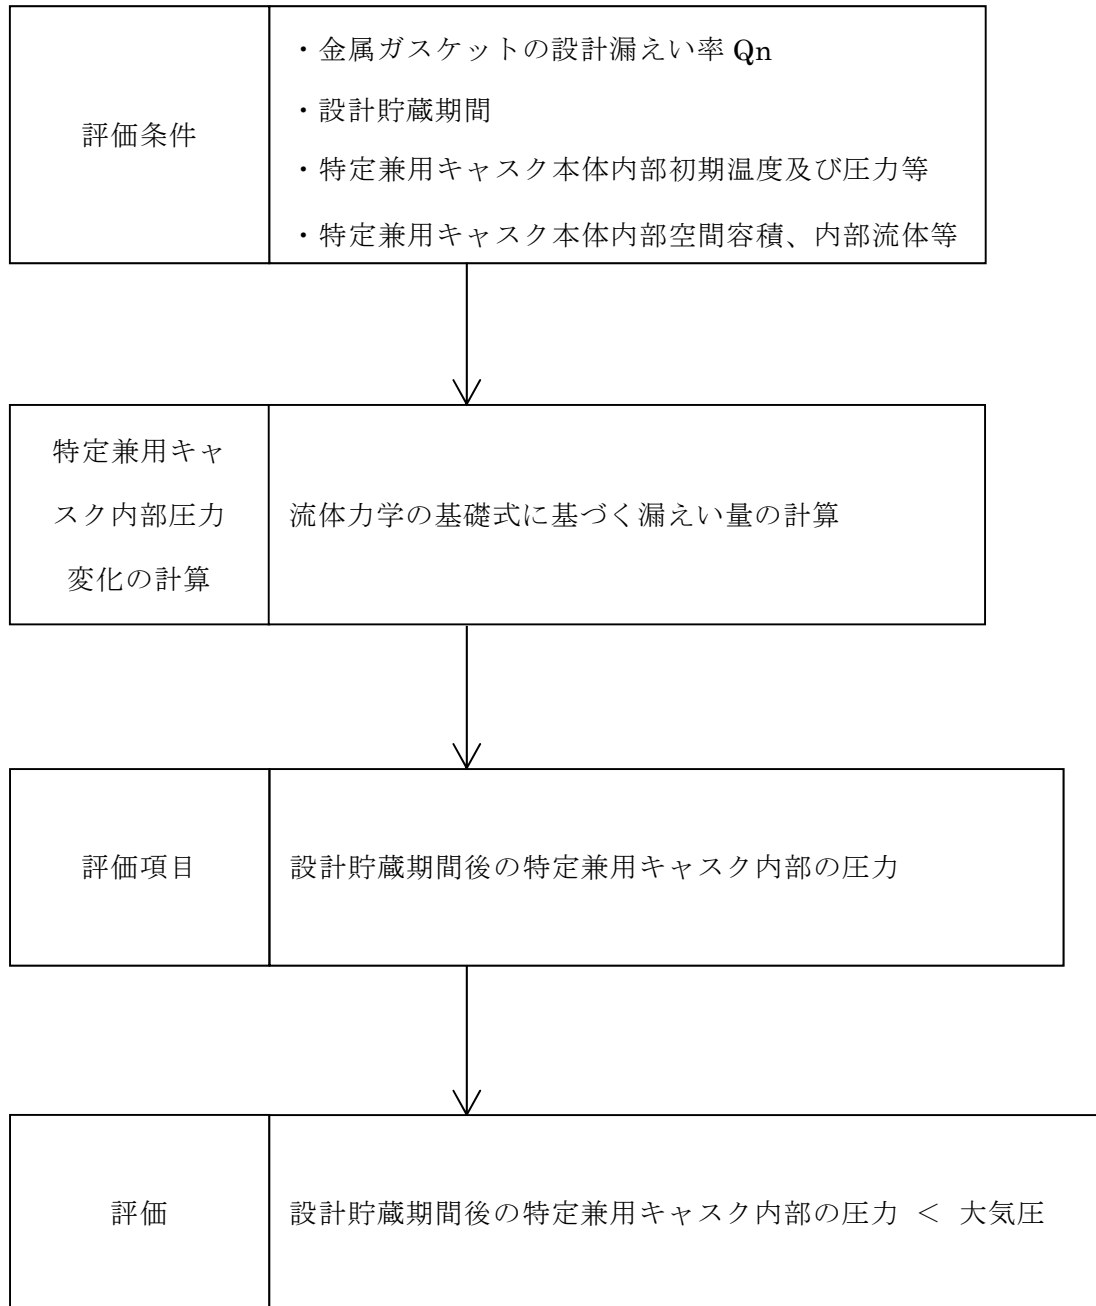 評価条件
・金属ガスケットの設計漏えい率 Qn
・設計貯蔵期間
・特定兼用キャスク本体内部初期温度及び圧力等
・特定兼用キャスク本体内部空間容積、内部流体等
特定兼用キャ
スク内部圧力
変化の計算
流体力学の基礎式に基づく漏えい量の計算
評価項目
設計貯蔵期間後の特定兼用キャスク内部の圧力
評価
設計貯蔵期間後の特定兼用キャスク内部の圧力 ＜ 大気圧